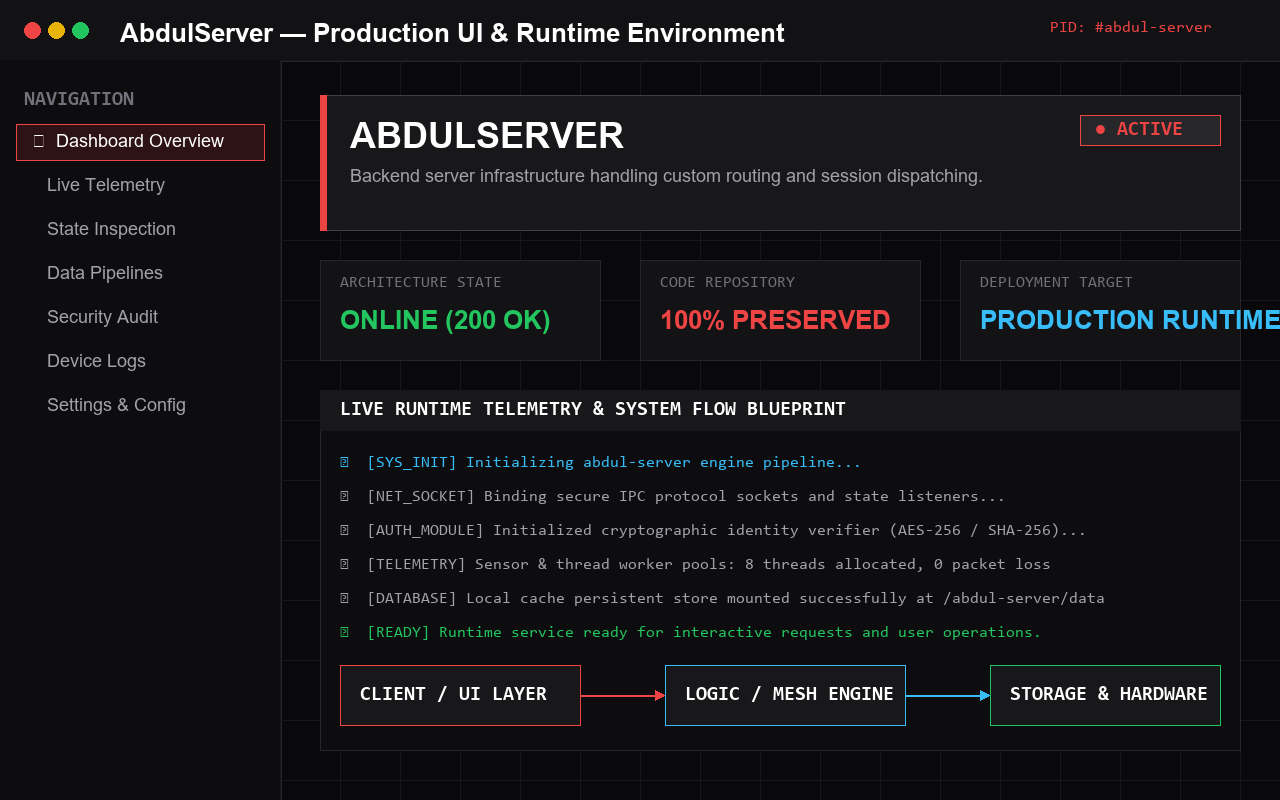 AbdulServer — Production UI & Runtime Environment
PID: #abdul-server
NAVIGATION
Dashboard Overview
Live Telemetry
State Inspection
Data Pipelines
Security Audit
Device Logs
Settings & Config
ABDULSERVER
● ACTIVE
Backend server infrastructure handling custom routing and session dispatching.
ARCHITECTURE STATE
ONLINE (200 OK)
CODE REPOSITORY
100% PRESERVED
DEPLOYMENT TARGET
PRODUCTION RUNTIME
LIVE RUNTIME TELEMETRY & SYSTEM FLOW BLUEPRINT
[SYS_INIT] Initializing abdul-server engine pipeline...
[NET_SOCKET] Binding secure IPC protocol sockets and state listeners...
[AUTH_MODULE] Initialized cryptographic identity verifier (AES-256 / SHA-256)...
[TELEMETRY] Sensor & thread worker pools: 8 threads allocated, 0 packet loss
[DATABASE] Local cache persistent store mounted successfully at /abdul-server/data
[READY] Runtime service ready for interactive requests and user operations.
CLIENT / UI LAYER
LOGIC / MESH ENGINE
STORAGE & HARDWARE